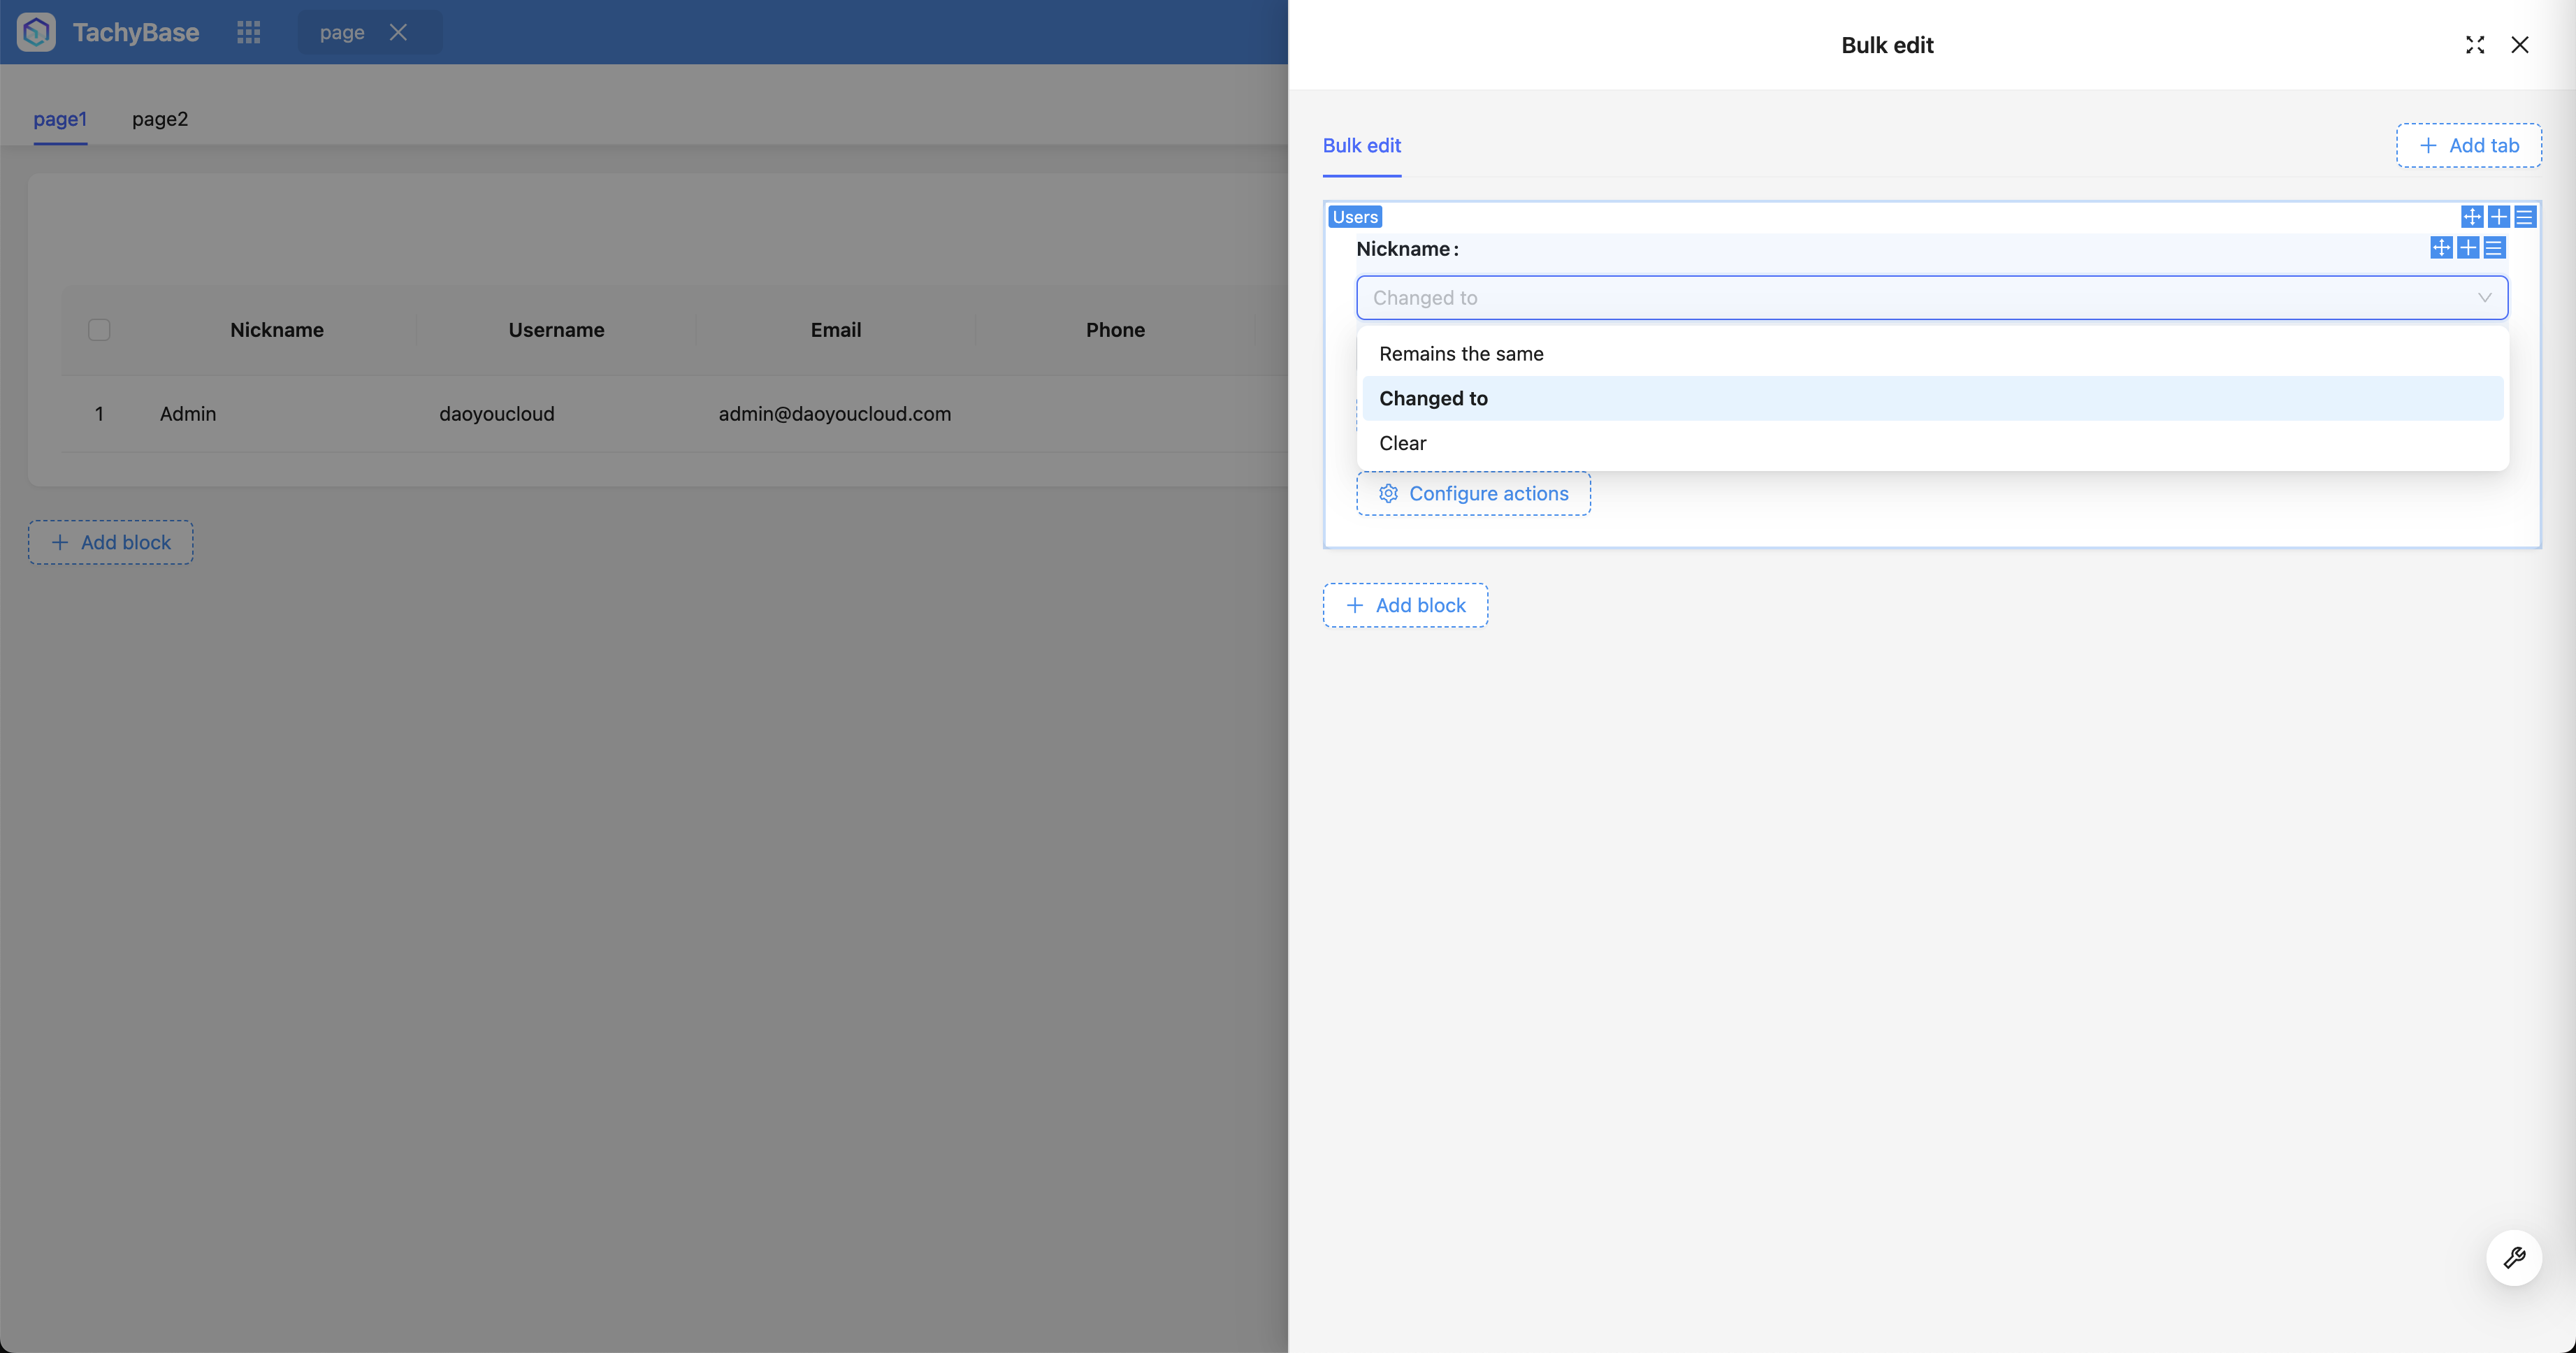 TachyBase
page
page1
page2
Nickname Username Email Phone
1 Admin daoyoucloud admin@daoyoucloud.com
Add block
Bulk edit
Bulk edit
Add tab
Users
Nickname:
Changed to
Remains the same
Changed to
Clear
Configure actions
Add block